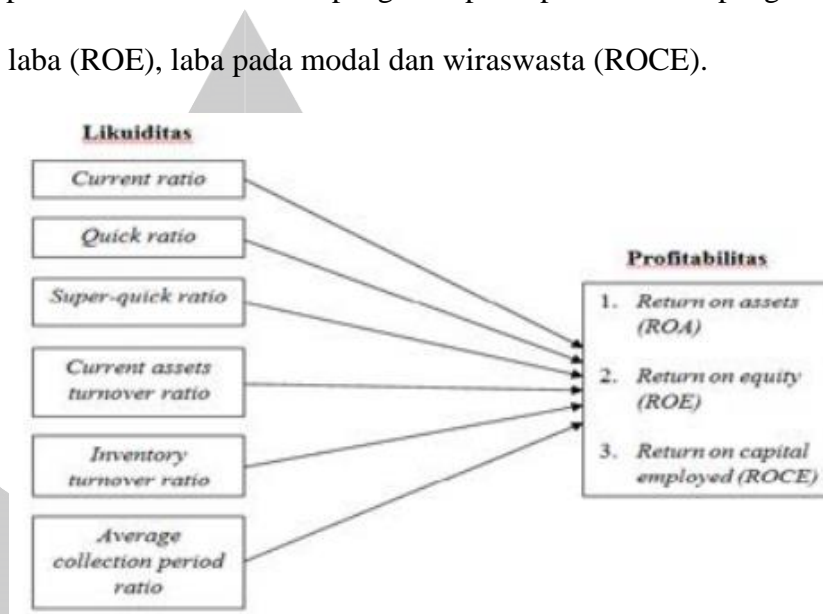 laba (ROE), laba pada modal dan wiraswasta (ROCE).
Likuiditas
Current ratio
Quick ratio
Super-quick ratio
Current assets
turnover ratio
Inventory
turnover ratio
Average
collection period
ratio
Profitabilitas
1. Return on assets
(ROA)
2. Return on equity
(ROE)
3. Return on capital
employed (ROCE)